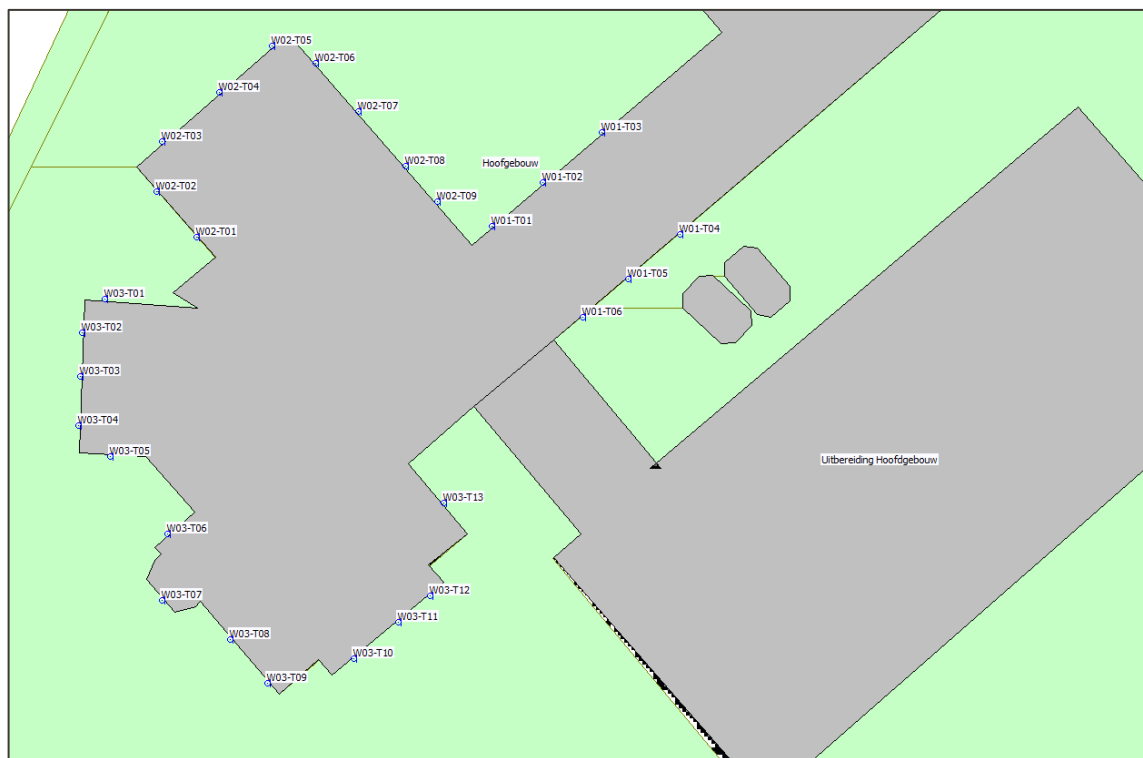 W02-T05
W02-T06
W02-T04
W02-T07
W01-T03
W02-T03
Hoofgebouw
W02-T08
W01-T02
W02-T02
W02-T09
W01-T01
W02-T01
W01-T04
W01-T05
W03-T01
W01-T06
W03-T02
W03-T03
W03-T04
W03-T05
Uitbereiding Hoofdgebouw
W03-T13
W03-T06
W03-T12
W03-T07
W03-T11
W03-T08
W03-T10
W03-T09